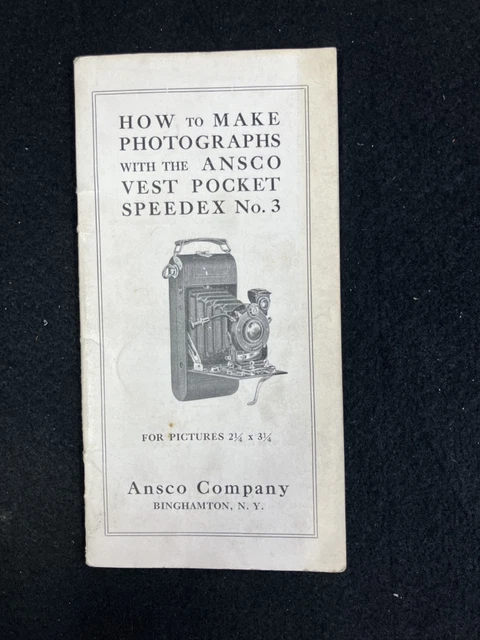 HOW TO MAKE
PHOTOGRAPHS
WITH THE ANSCO
VEST POCKET
SPEEDEX No. 3
FOR PICTURES 2¼ x 3¼
Ansco Company
BINGHAMTON, N. Y.